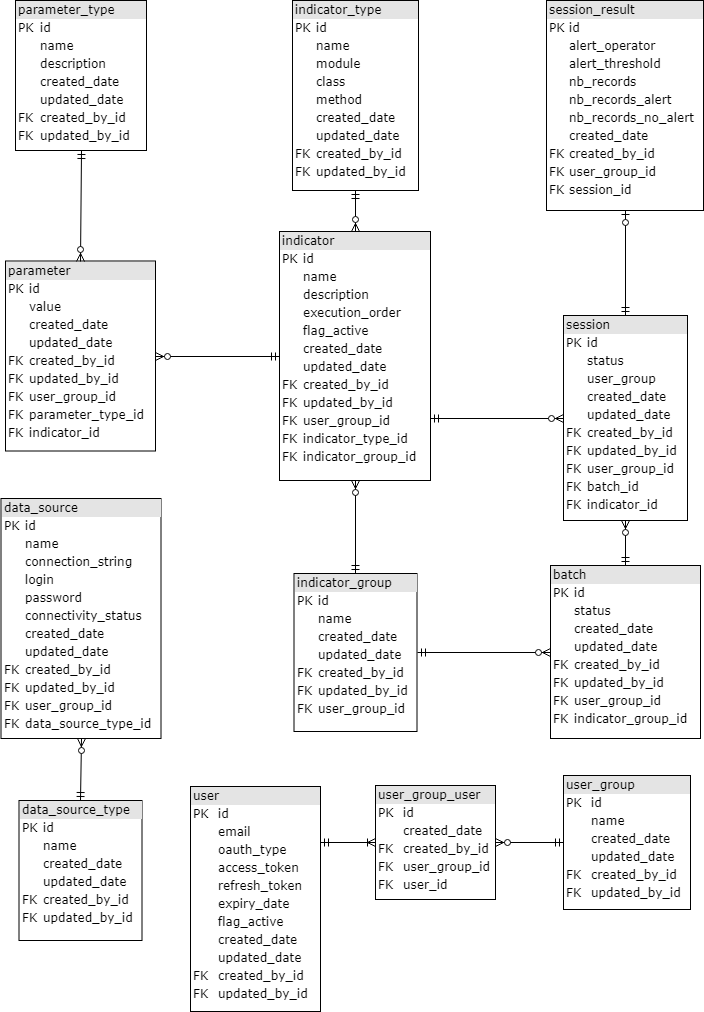 parameter_type
PK id
name
description
created_date
updated_date
FK created_by_id
FK updated_by_id
indicator_type
PK id
name
module
class
method
created_date
updated_date
FK created_by_id
FK updated_by_id
session_result
PK id
alert_operator
alert_threshold
nb_records
nb_records_alert
nb_records_no_alert
created_date
FK created_by_id
FK user_group_id
FK session_id
parameter
PK id
value
created_date
updated_date
FK created_by_id
FK updated_by_id
FK user_group_id
FK parameter_type_id
FK indicator_id
indicator
PK id
name
description
execution_order
flag_active
created_date
updated_date
FK created_by_id
FK updated_by_id
FK user_group_id
FK indicator_type_id
FK indicator_group_id
session
PK id
status
user_group
created_date
updated_date
FK created_by_id
FK updated_by_id
FK user_group_id
FK batch_id
FK indicator_id
data_source
PK id
name
connection_string
login
password
connectivity_status
created_date
updated_date
FK created_by_id
FK updated_by_id
FK user_group_id
FK data_source_type_id
indicator_group
PK id
name
created_date
updated_date
FK created_by_id
FK updated_by_id
FK user_group_id
batch
PK id
status
created_date
updated_date
FK created_by_id
FK updated_by_id
FK user_group_id
FK indicator_group_id
data_source_type
PK id
name
created_date
updated_date
FK created_by_id
FK updated_by_id
user
PK id
email
oauth_type
access_token
refresh_token
expiry_date
flag_active
created_date
updated_date
FK created_by_id
FK updated_by_id
user_group_user
PK id
created_date
FK created_by_id
FK user_group_id
FK user_id
user_group
PK id
name
created_date
updated_date
FK created_by_id
FK updated_by_id